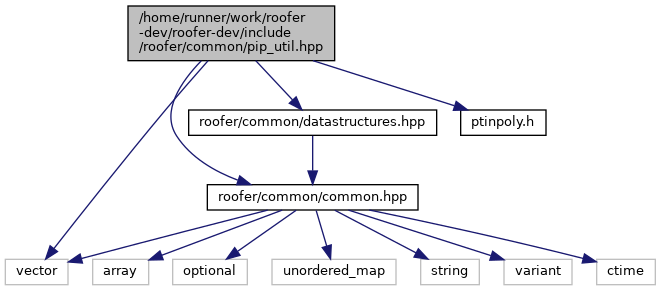 /home/runner/work/roofer
-dev/roofer-dev/include
/roofer/common/pip_util.hpp
roofer/common/datastructures.hpp
ptinpoly.h
roofer/common/common.hpp
vector
array
optional
unordered_map
string
variant
ctime